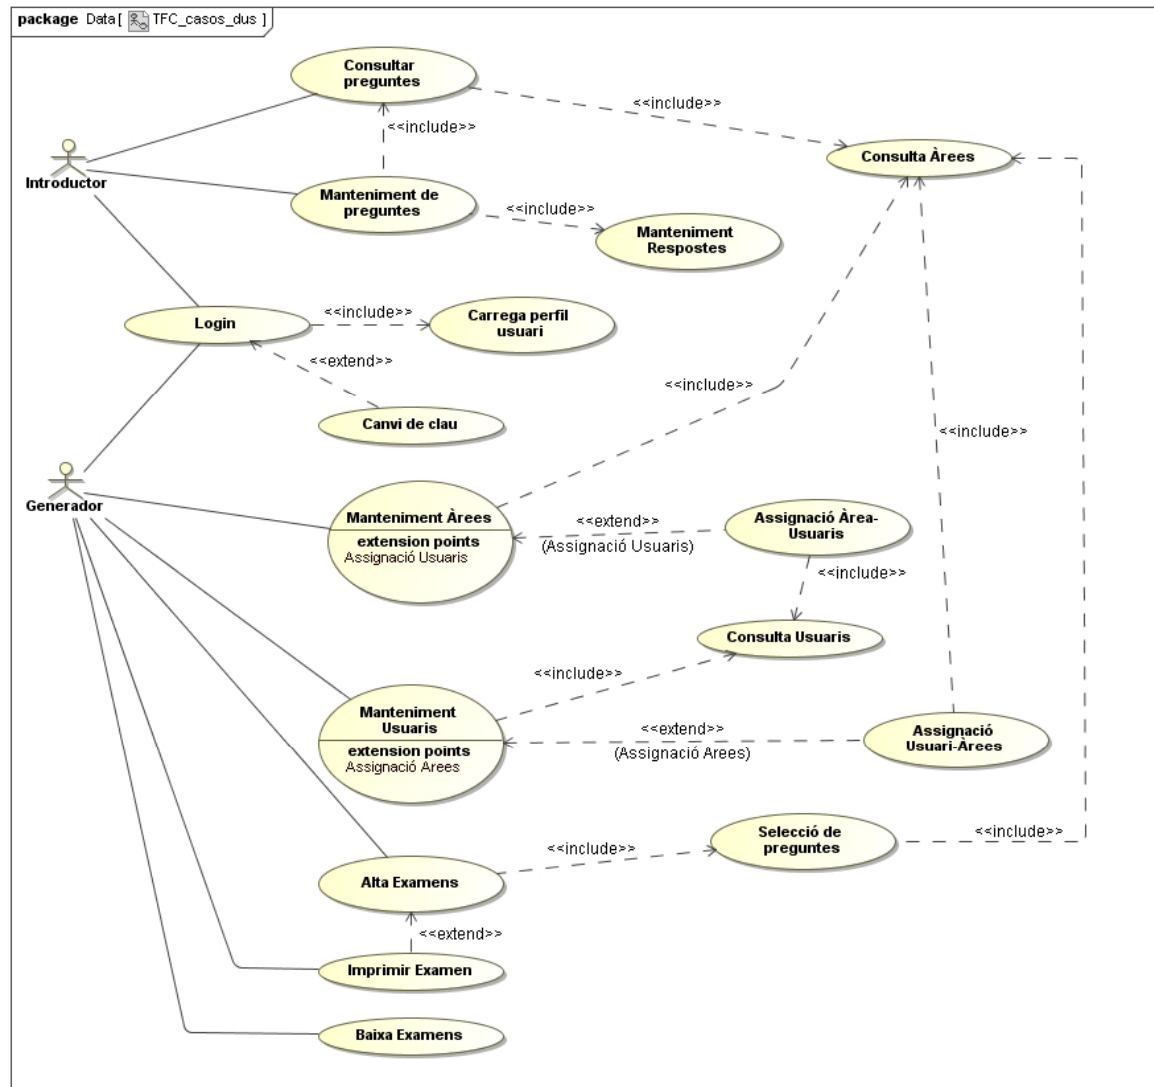 package Data [ TFC_casos_dus ]
Consultar
preguntes
<<include>>
<<include>>
Consulta Àrees
Introductor
Manteniment de
preguntes
<<include>>
Manteniment
Respostes
Login
<<include>>
Carrega perfil
usuari
<<extend>>
<<include>>
Canvi de clau
<<include>>
Generador
Manteniment Àrees
extension points
Assignació Usuaris
<<extend>>
(Assignació Usuaris)
Assignació Àrea-
Usuaris
<<include>>
Consulta Usuaris
<<include>>
Manteniment
Usuaris
extension points
Assignació Arees
<<extend>>
(Assignació Arees)
Assignació
Usuari-Àrees
Selecció de
preguntes
<<include>>
<<include>>
Alta Examens
<<extend>>
Imprimir Examen
Baixa Examens